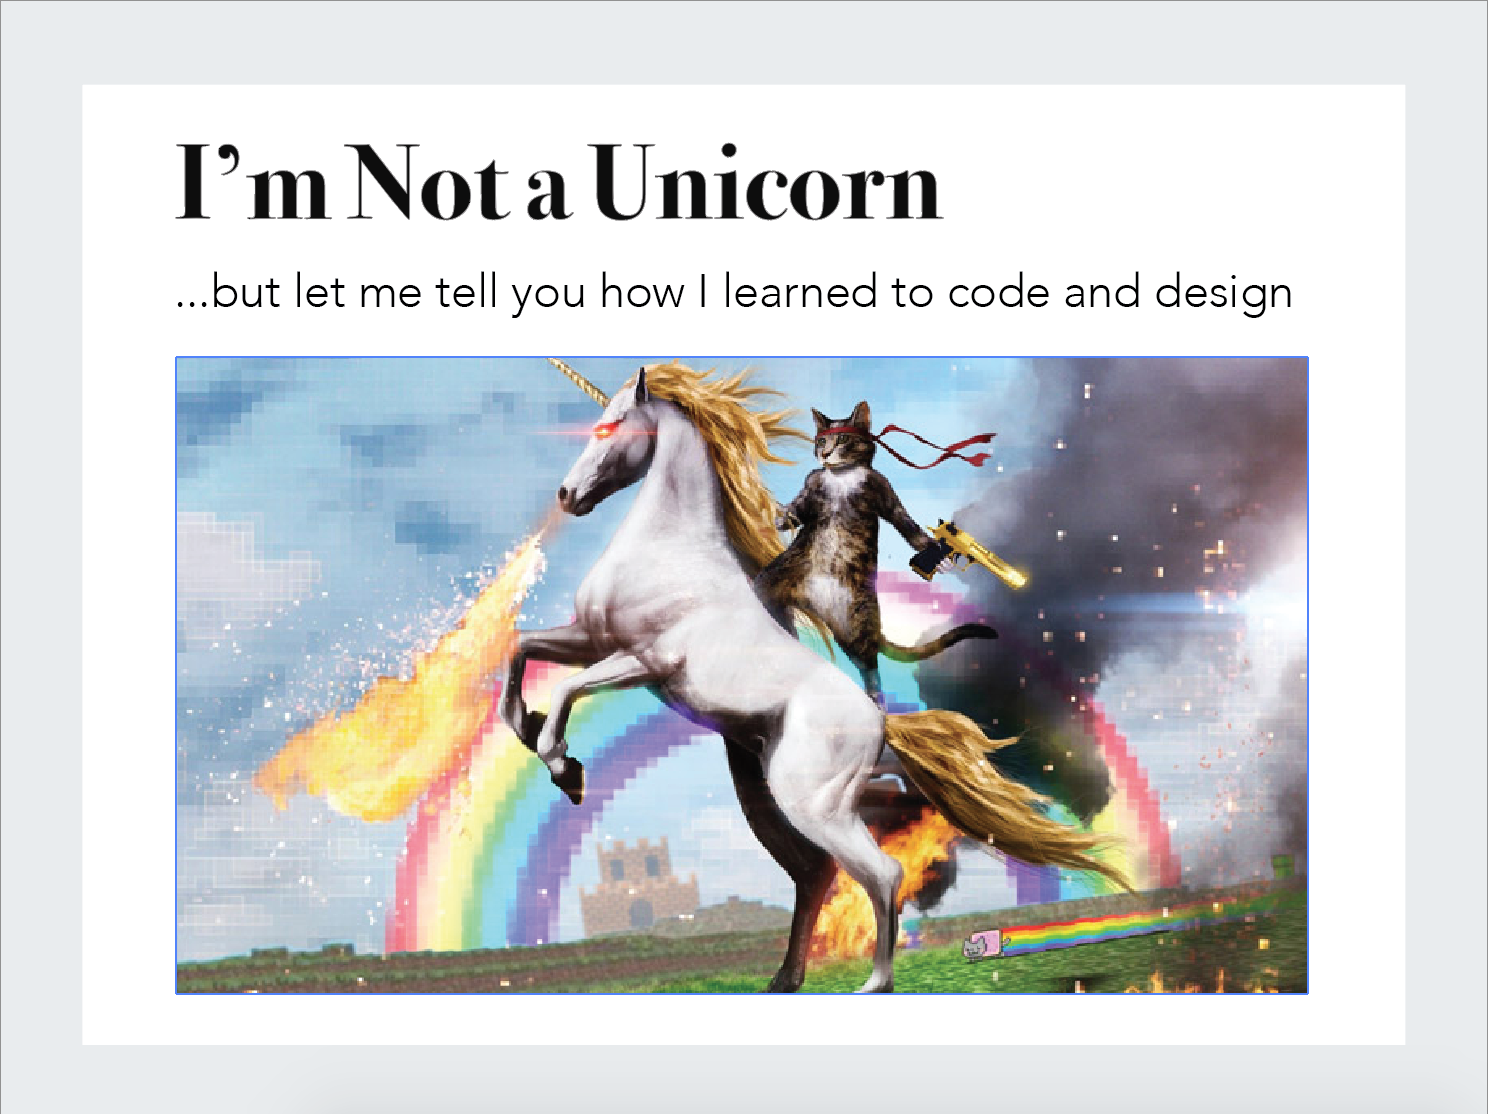 I’m Not a Unicorn
...but let me tell you how I learned to code and design